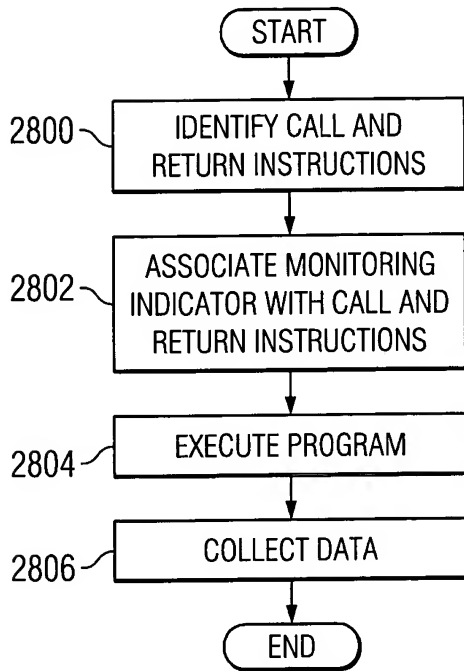 START
2800
IDENTIFY CALL AND
RETURN INSTRUCTIONS
2802
ASSOCIATE MONITORING
INDICATOR WITH CALL AND
RETURN INSTRUCTIONS
2804
EXECUTE PROGRAM
2806
COLLECT DATA
END